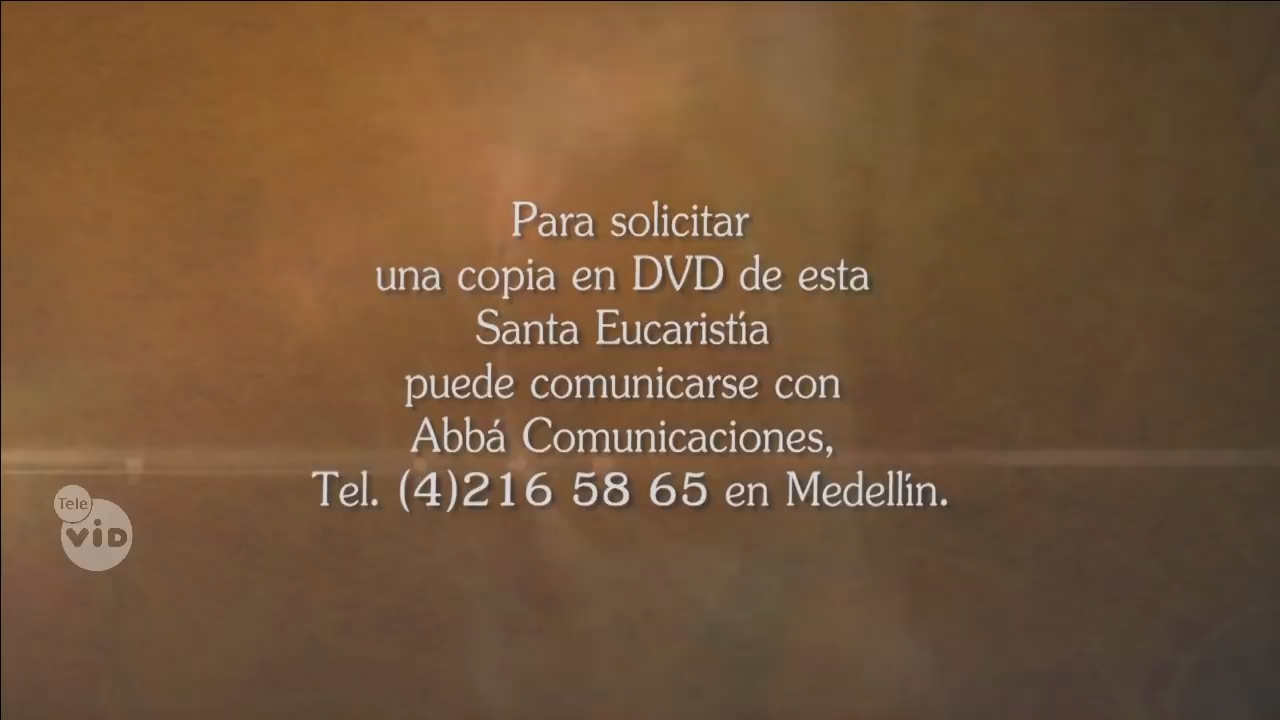 Para solicitar
una copia en DVD de esta
Santa Eucaristía
puede comunicarse con
Abbá Comunicaciones,
Tel. (4)216 58 65 en Medellín.
Tele
VID